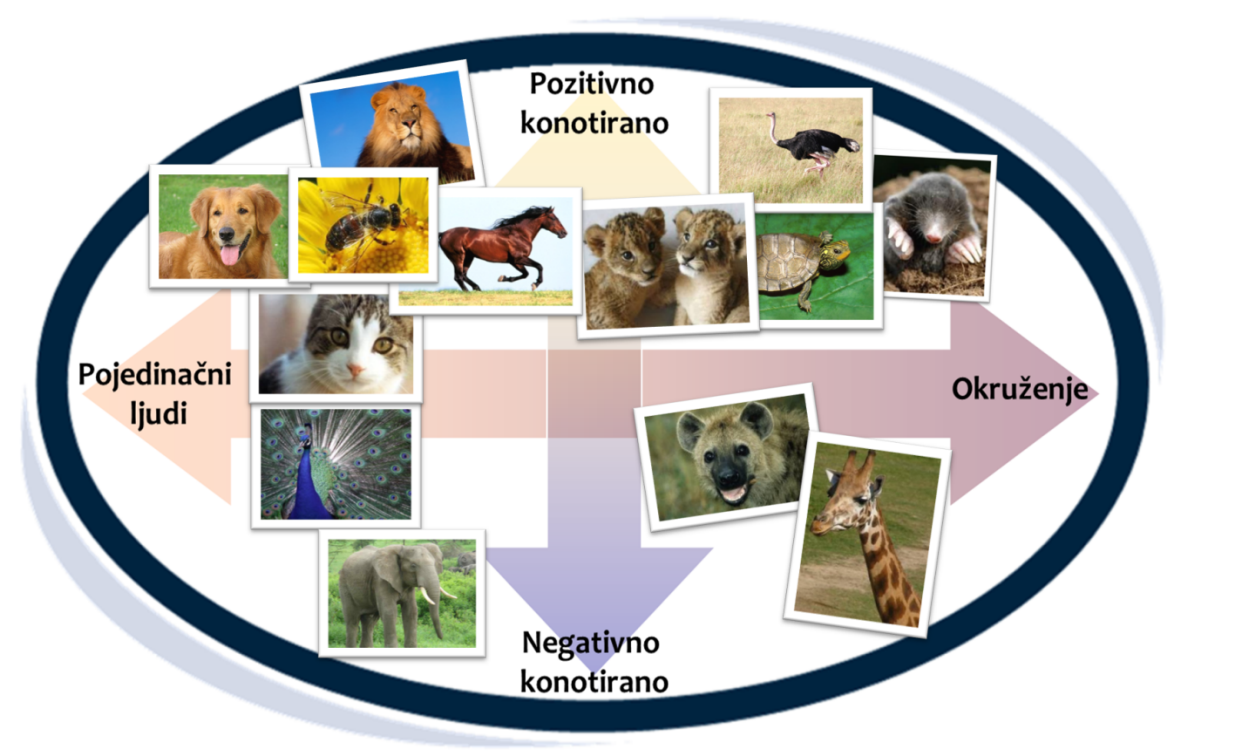 Pozitivno
konotirano
Pojedinačni
ljudi
Okruženje
Negativno
konotirano